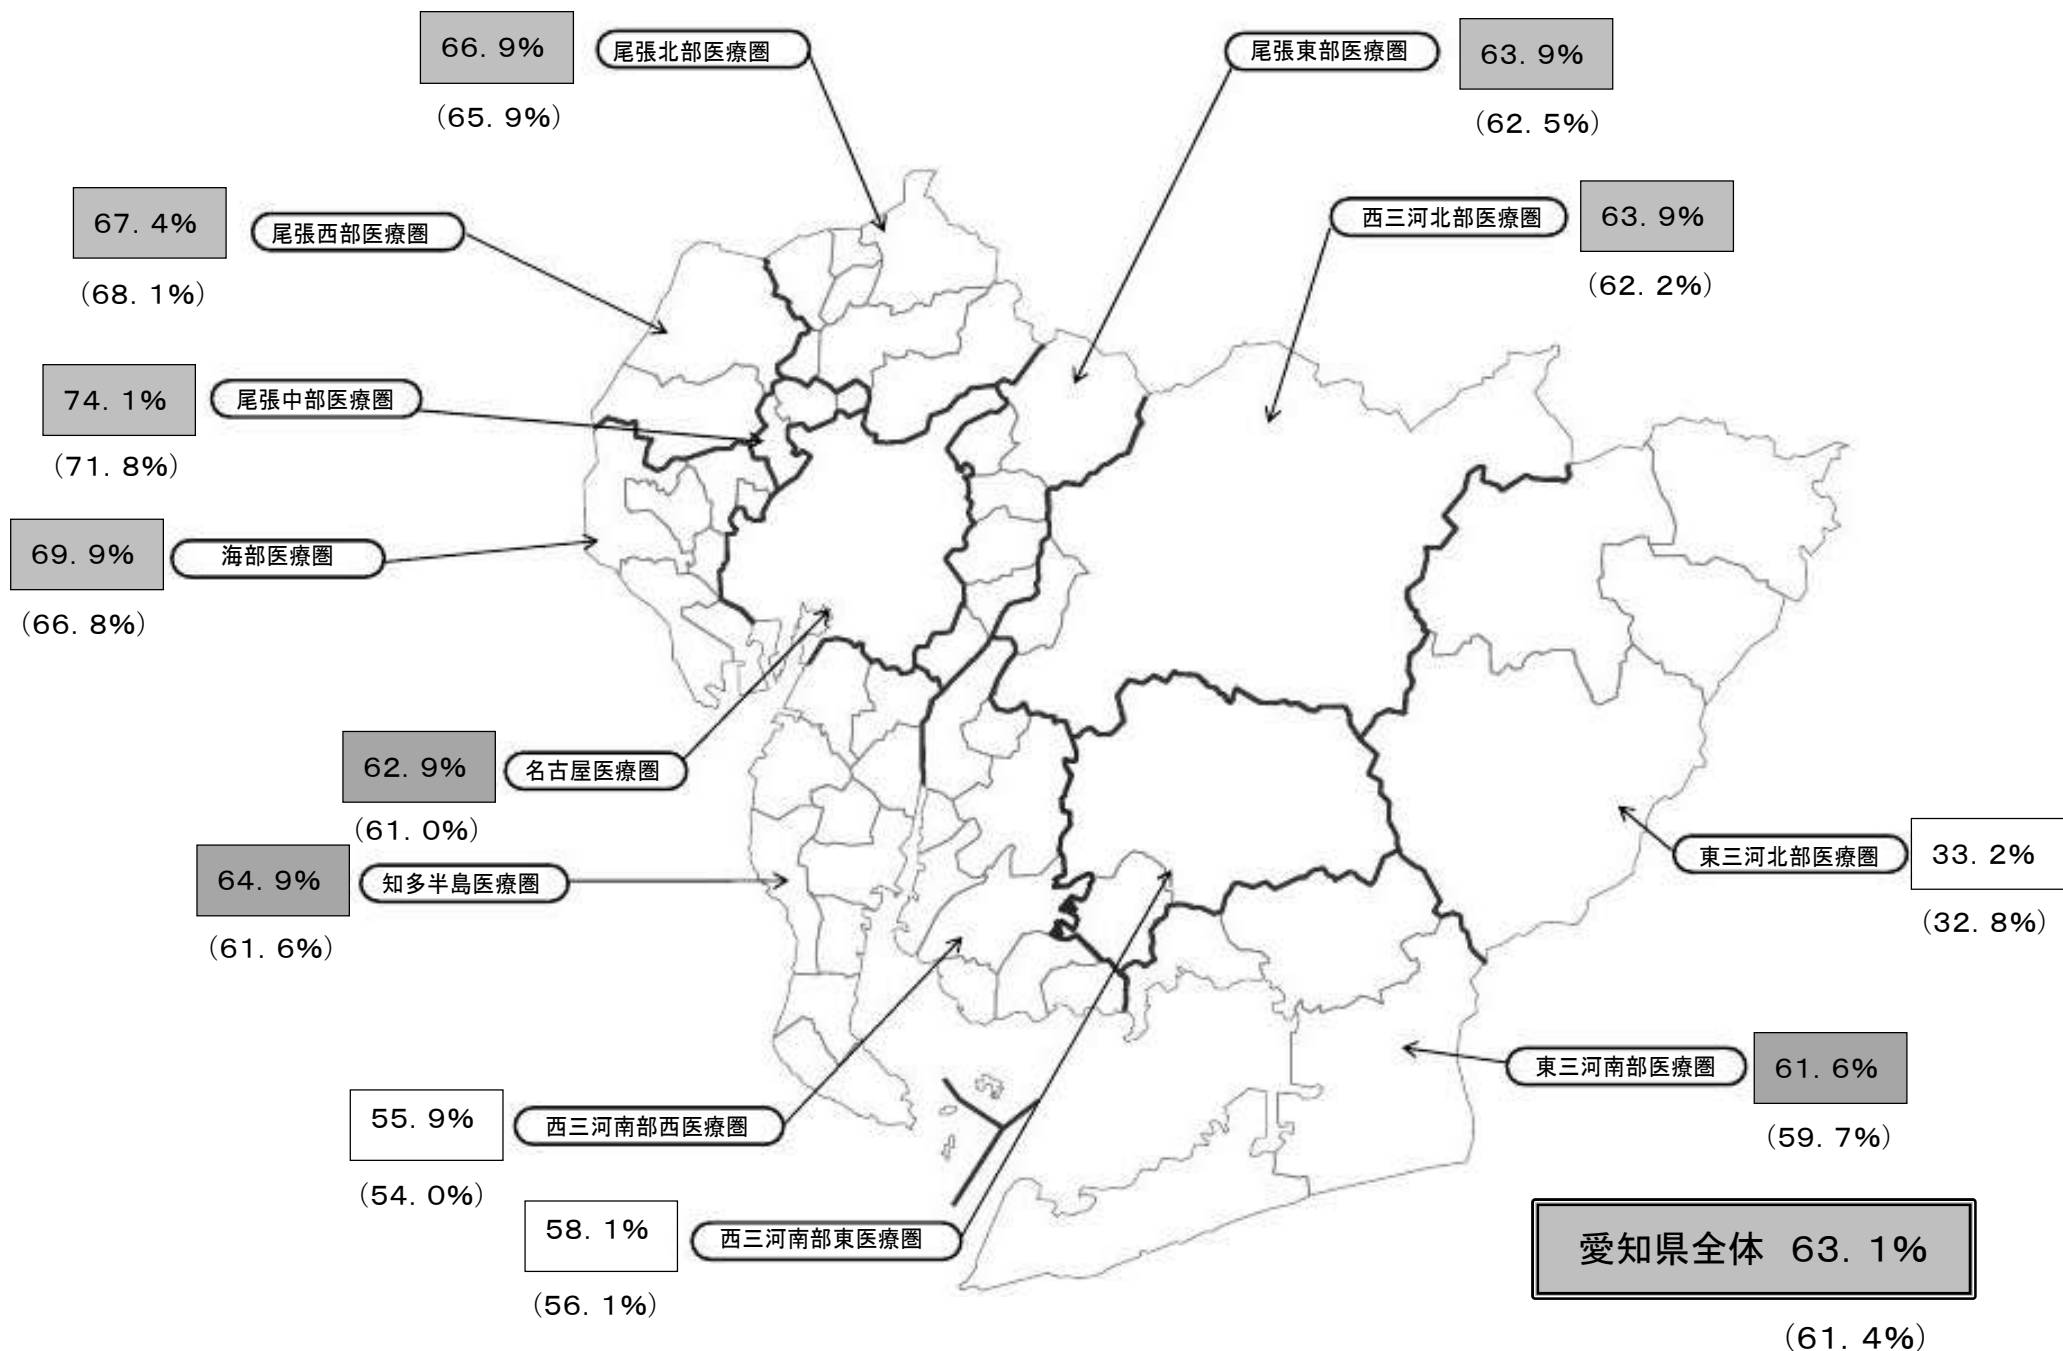 66. 9%
尾張北部医療圏
(65. 9%)
尾張東部医療圏
63. 9%
(62. 5%)
67. 4%
尾張西部医療圏
(68. 1%)
西三河北部医療圏
63. 9%
(62. 2%)
74. 1%
尾張中部医療圏
(71. 8%)
69. 9%
海部医療圏
(66. 8%)
62. 9%
名古屋医療圏
(61. 0%)
64. 9%
知多半島医療圏
(61. 6%)
東三河北部医療圏
33. 2%
(32. 8%)
東三河南部医療圏
61. 6%
(59. 7%)
55. 9%
西三河南部西医療圏
(54. 0%)
58. 1%
西三河南部東医療圏
(56. 1%)
愛知県全体 63. 1%
(61. 4%)